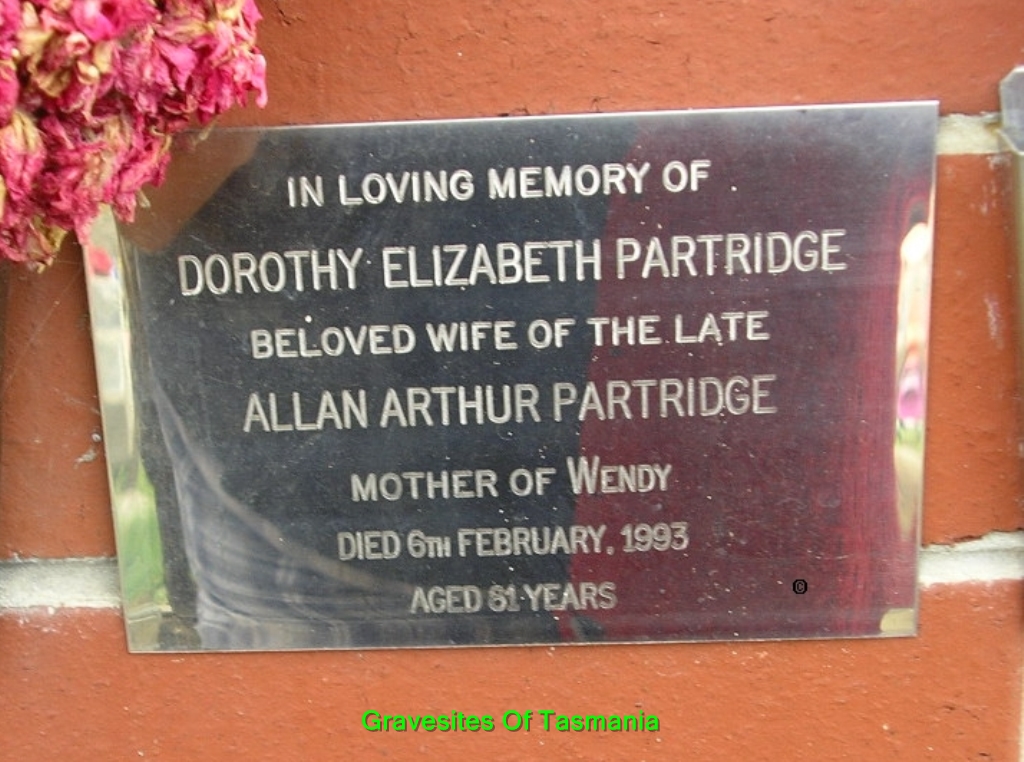 IN LOVING MEMORY OF
DOROTHY ELIZABETH PARTRIDGE
BELOVED WIFE OF THE LATE
ALLAN ARTHUR PARTRIDGE
MOTHER OF WENDY
DIED 6TH FEBRUARY, 1993
AGED 81 YEARS
©
Gravesites Of Tasmania